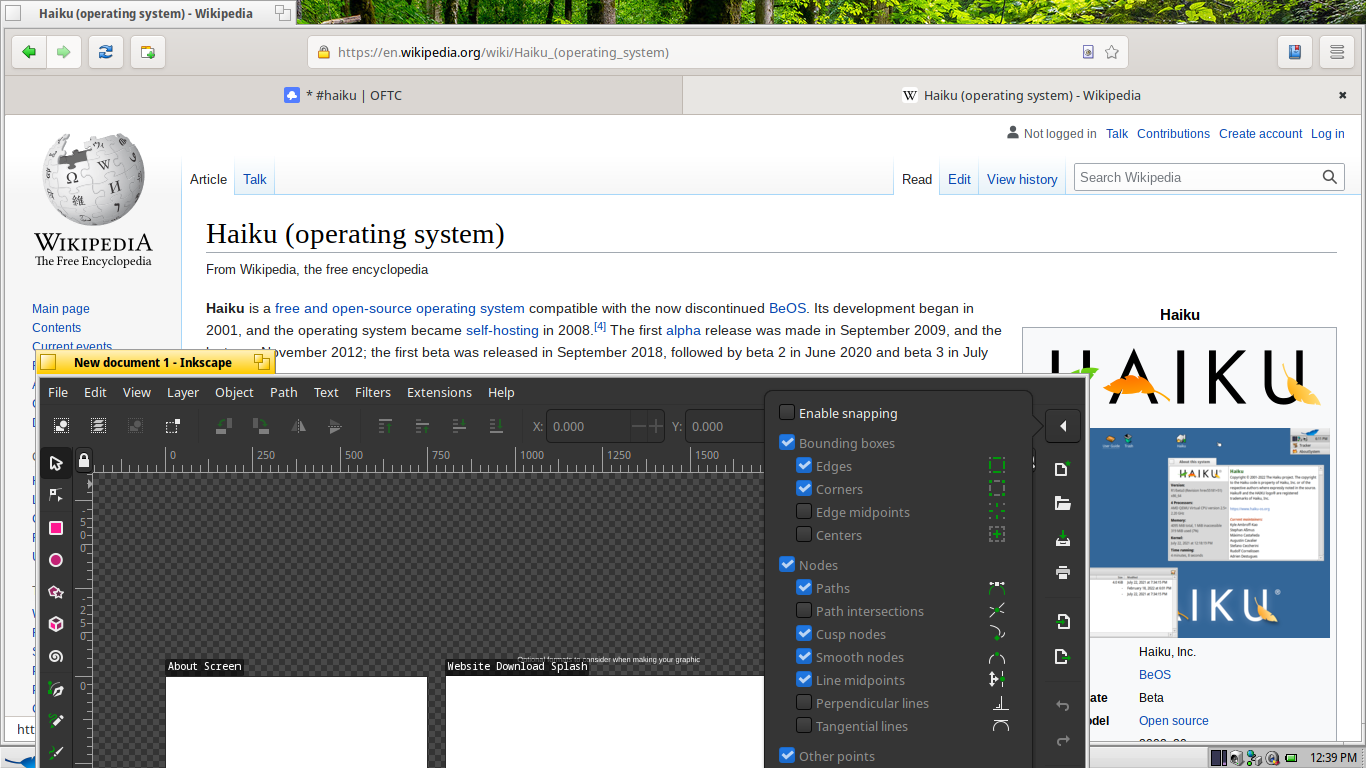 Haiku (operating system) - Wikipedia
https://en.wikipedia.org/wiki/Haiku_(operating_system)
* #haiku | OFTC
Haiku (operating system) - Wikipedia
Not logged in Talk Contributions Create account Log in
WIKIPEDIA
The Free Encyclopedia
Article Talk
Read Edit View history
Search Wikipedia
Haiku (operating system)
From Wikipedia, the free encyclopedia
Main page
Contents
Current events
Haiku is a free and open-source operating system compatible with the now discontinued BeOS. Its development began in
2001, and the operating system became self-hosting in 2008.[4] The first alpha release was made in September 2009, and the
November 2012; the first beta was released in September 2018, followed by beta 2 in June 2020 and beta 3 in July
Haiku
HAIKU
HAIKU
Haiku, Inc.
BeOS
Beta
Open source
New document 1 - Inkscape
File Edit View Layer Object Path Text Filters Extensions Help
X: 0.000
Y: 0.000
0 250 500 750 1000 1250 1500
Enable snapping
Bounding boxes
Edges
Corners
Edge midpoints
Centers
Nodes
Paths
Path intersections
Cusp nodes
Smooth nodes
Line midpoints
Perpendicular lines
Tangential lines
Other points
consider when making your graphic
About Screen
Website Download Splash
12:39 PM